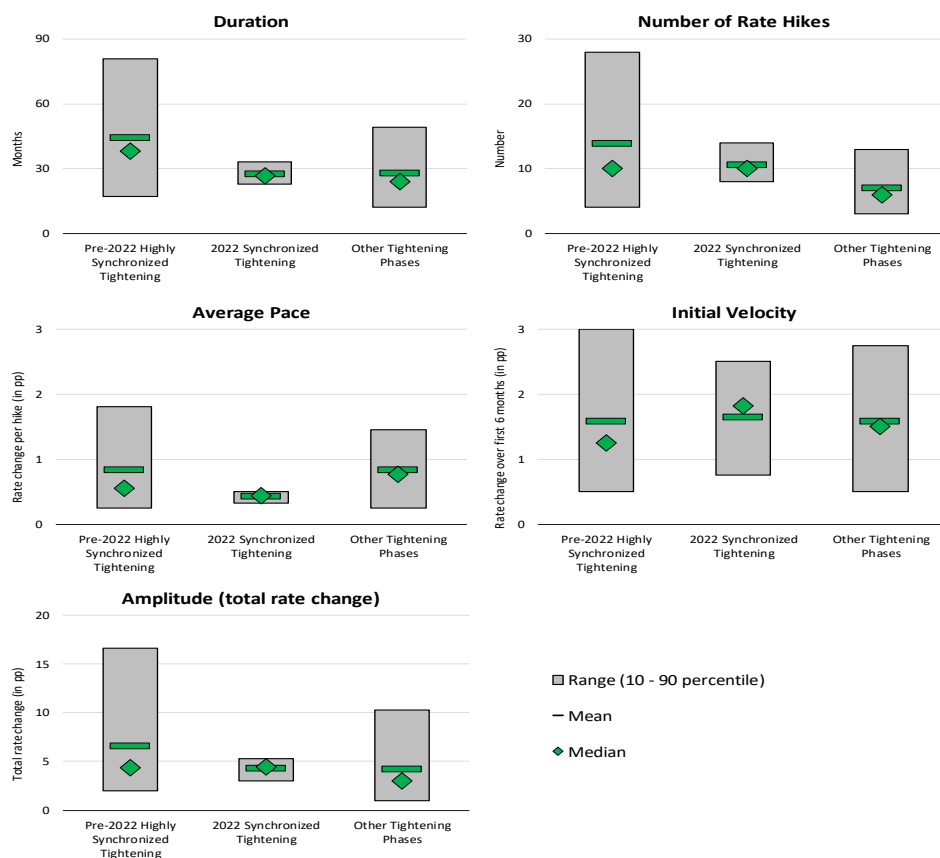 Duration
90
60
30
0
Months
Pre-2022 Highly
Synchronized
Tightening
2022 Synchronized
Tightening
Other Tightening
Phases
Number of Rate Hikes
30
20
10
0
Number
Pre-2022 Highly
Synchronized
Tightening
2022 Synchronized
Tightening
Other Tightening
Phases
Average Pace
3
2
1
0
Rate change per hike (in pp)
Pre-2022 Highly
Synchronized
Tightening
2022 Synchronized
Tightening
Other Tightening
Phases
Initial Velocity
3
2
1
0
Rate change over first 6 months (in pp)
Pre-2022 Highly
Synchronized
Tightening
2022 Synchronized
Tightening
Other Tightening
Phases
Amplitude (total rate change)
20
15
10
5
0
Total rate change (in pp)
Pre-2022 Highly
Synchronized
Tightening
2022 Synchronized
Tightening
Other Tightening
Phases
Range (10 - 90 percentile)
Mean
Median